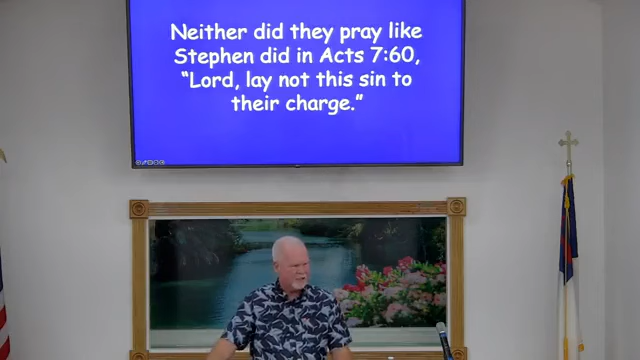 Neither did they pray like
Stephen did in Acts 7:60,
“Lord, lay not this sin to
their charge.”